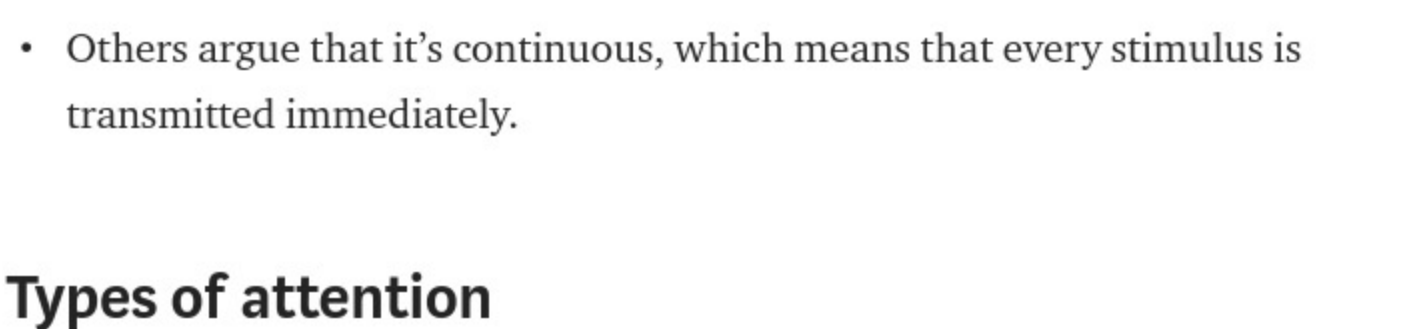 • Others argue that it’s continuous, which means that every stimulus is
transmitted immediately.
Types of attention